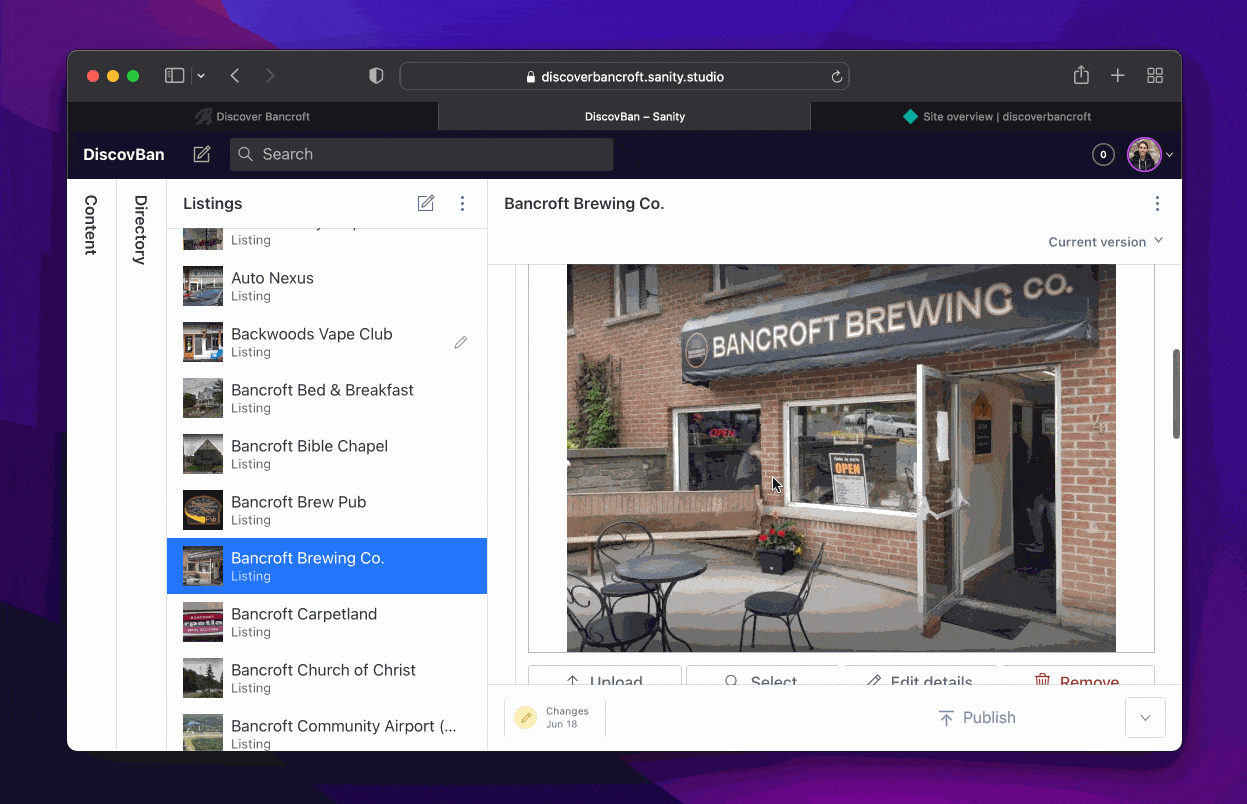 discoverbancroft.sanity.studio
Discover Bancroft
DiscovBan – Sanity
Site overview | discoverbancroft
DiscovBan
Search
0
Content
Directory
Listings
Listing
Auto Nexus
Listing
Backwoods Vape Club
Listing
Bancroft Bed & Breakfast
Listing
Bancroft Bible Chapel
Listing
Bancroft Brew Pub
Listing
Bancroft Brewing Co.
Listing
Bancroft Carpetland
Listing
Bancroft Church of Christ
Listing
Bancroft Community Airport (...
Listing
Bancroft Brewing Co.
Current version
BANCROFT BREWING CO.
OPEN
OPEN
Upload
Select
Edit details
Remove
Changes
Jun 18
Publish